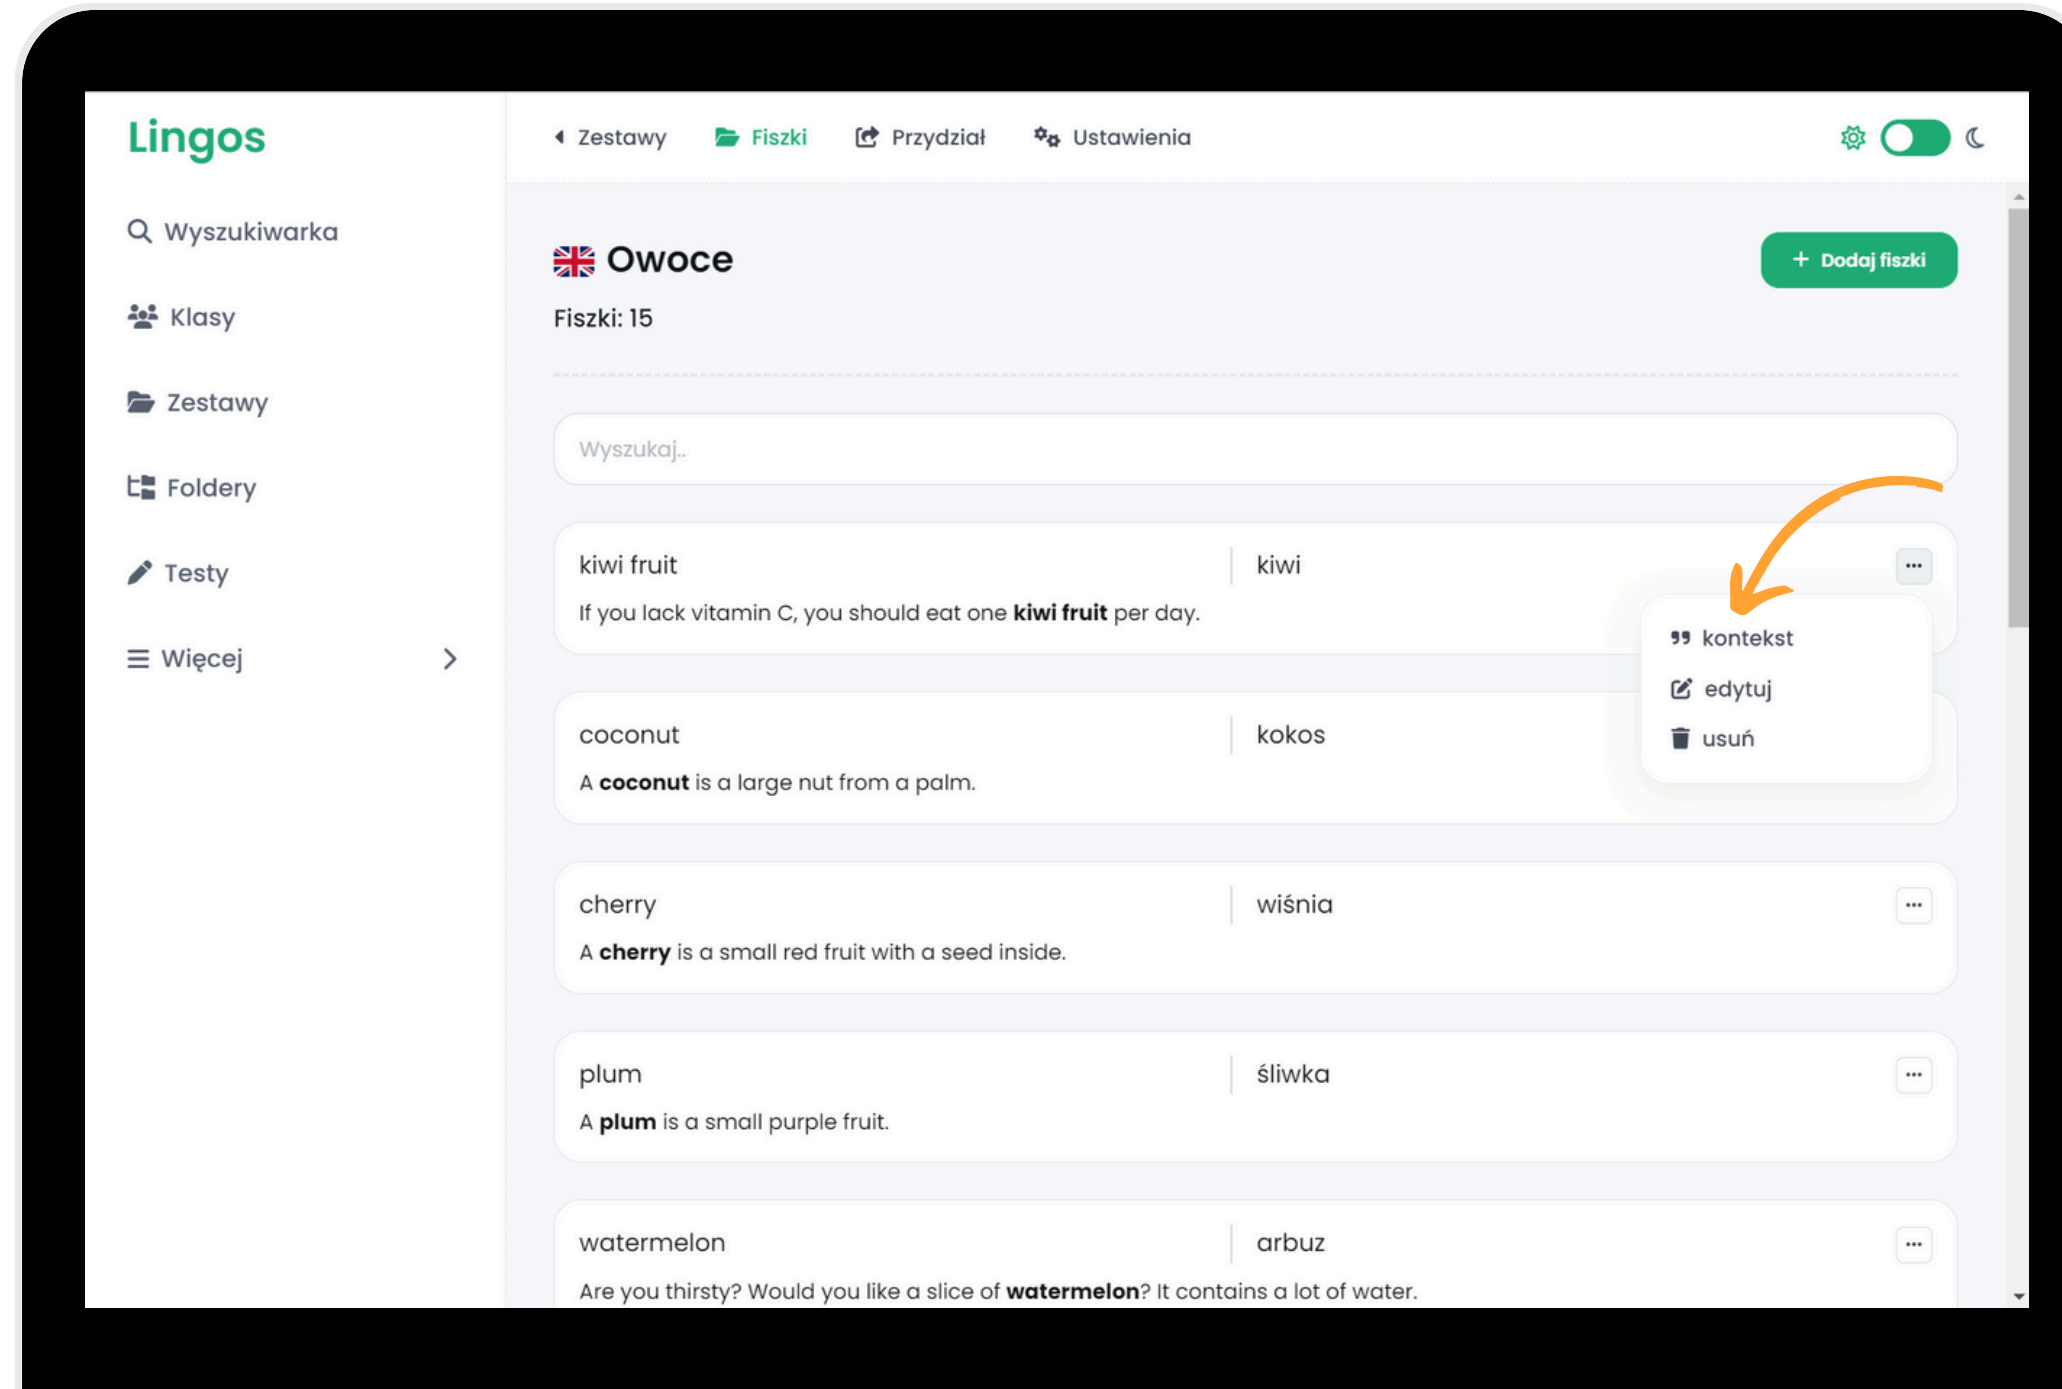 Lingos
Wyszukiwarka
Klasy
Zestawy
Foldery
Testy
Więcej
Zestawy Fiszki Przydział Ustawienia
Owoce
+ Dodaj fiszki
Fiszki: 15
Wyszukaj..
kiwi fruit kiwi
If you lack vitamin C, you should eat one kiwi fruit per day.
kontekst
edytuj
usuń
coconut kokos
A coconut is a large nut from a palm.
cherry wiśnia
A cherry is a small red fruit with a seed inside.
plum śliwka
A plum is a small purple fruit.
watermelon arbuz
Are you thirsty? Would you like a slice of watermelon? It contains a lot of water.